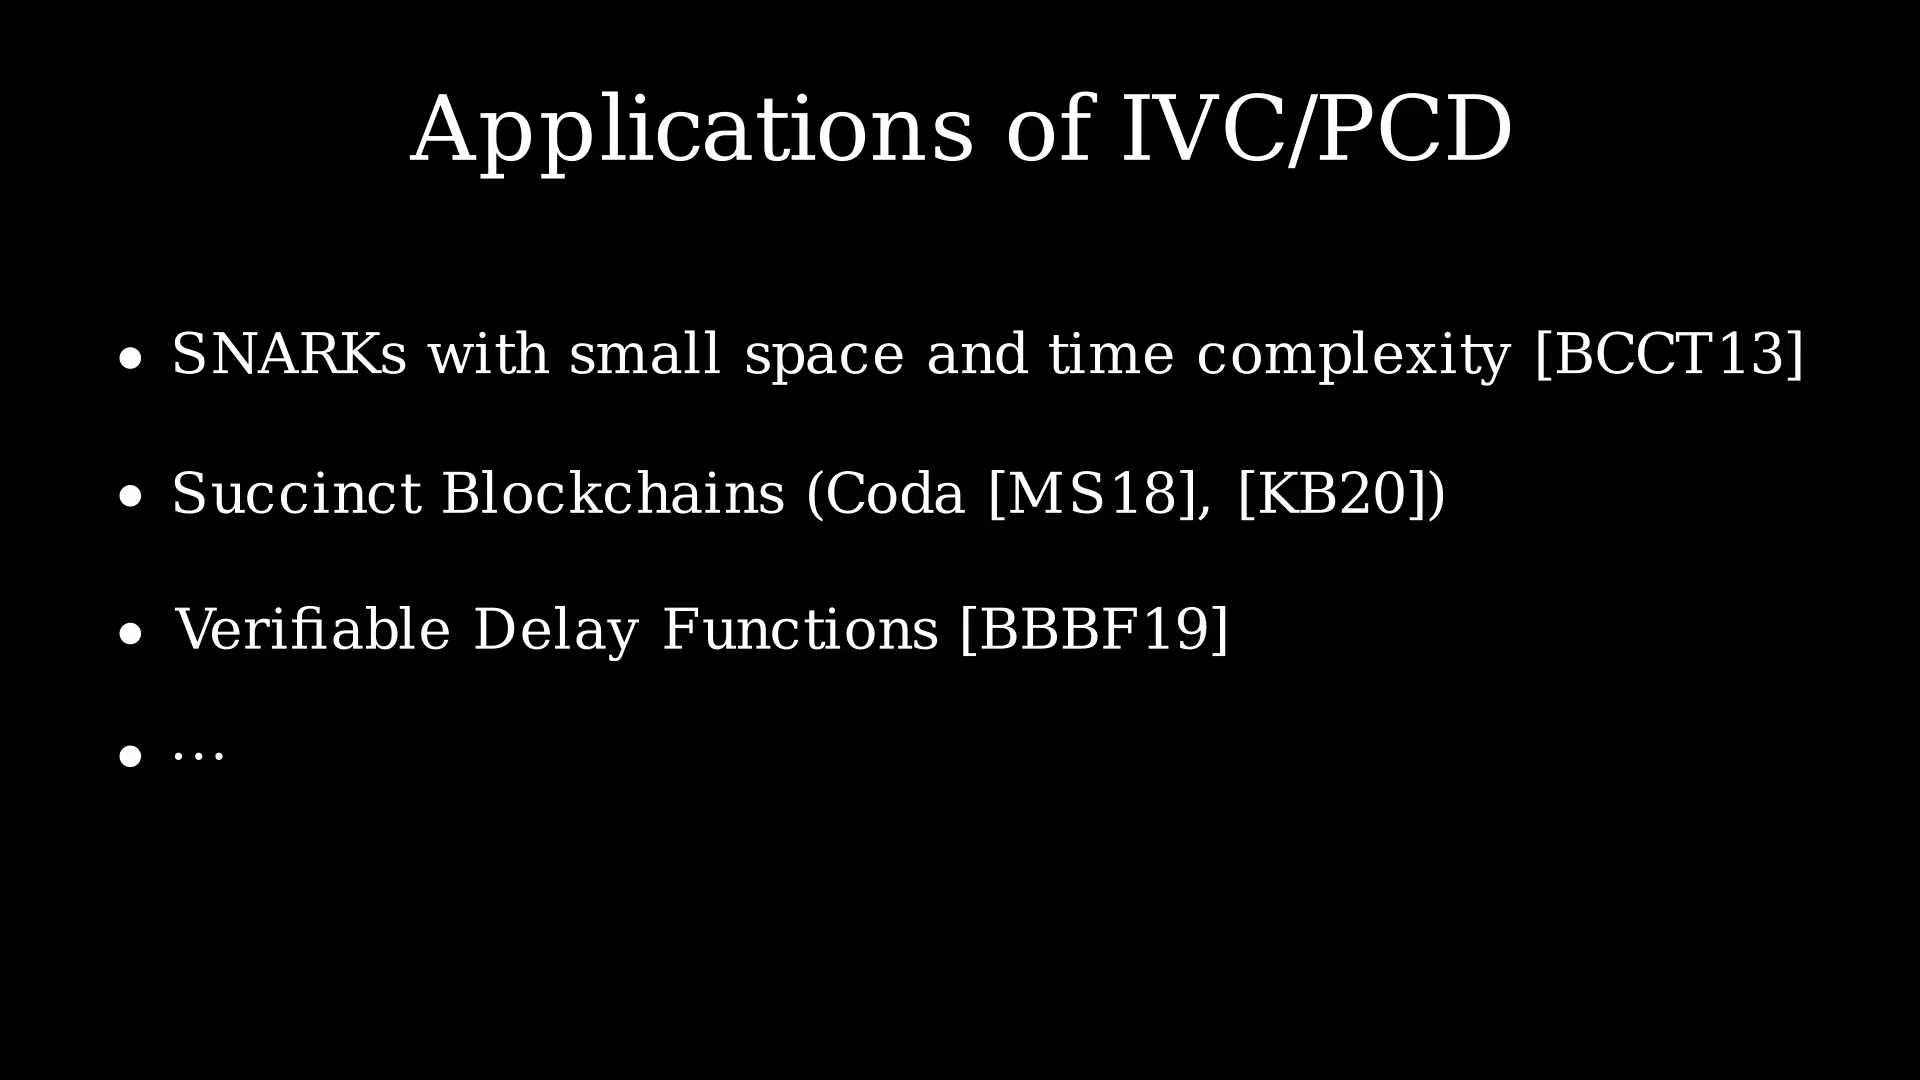 Applications of IVC/PCD
• SNARKs with small space and time complexity [BCCT13]
• Succinct Blockchains (Coda [MS18], [KB20])
• Verifiable Delay Functions [BBBF19]
• ⋯